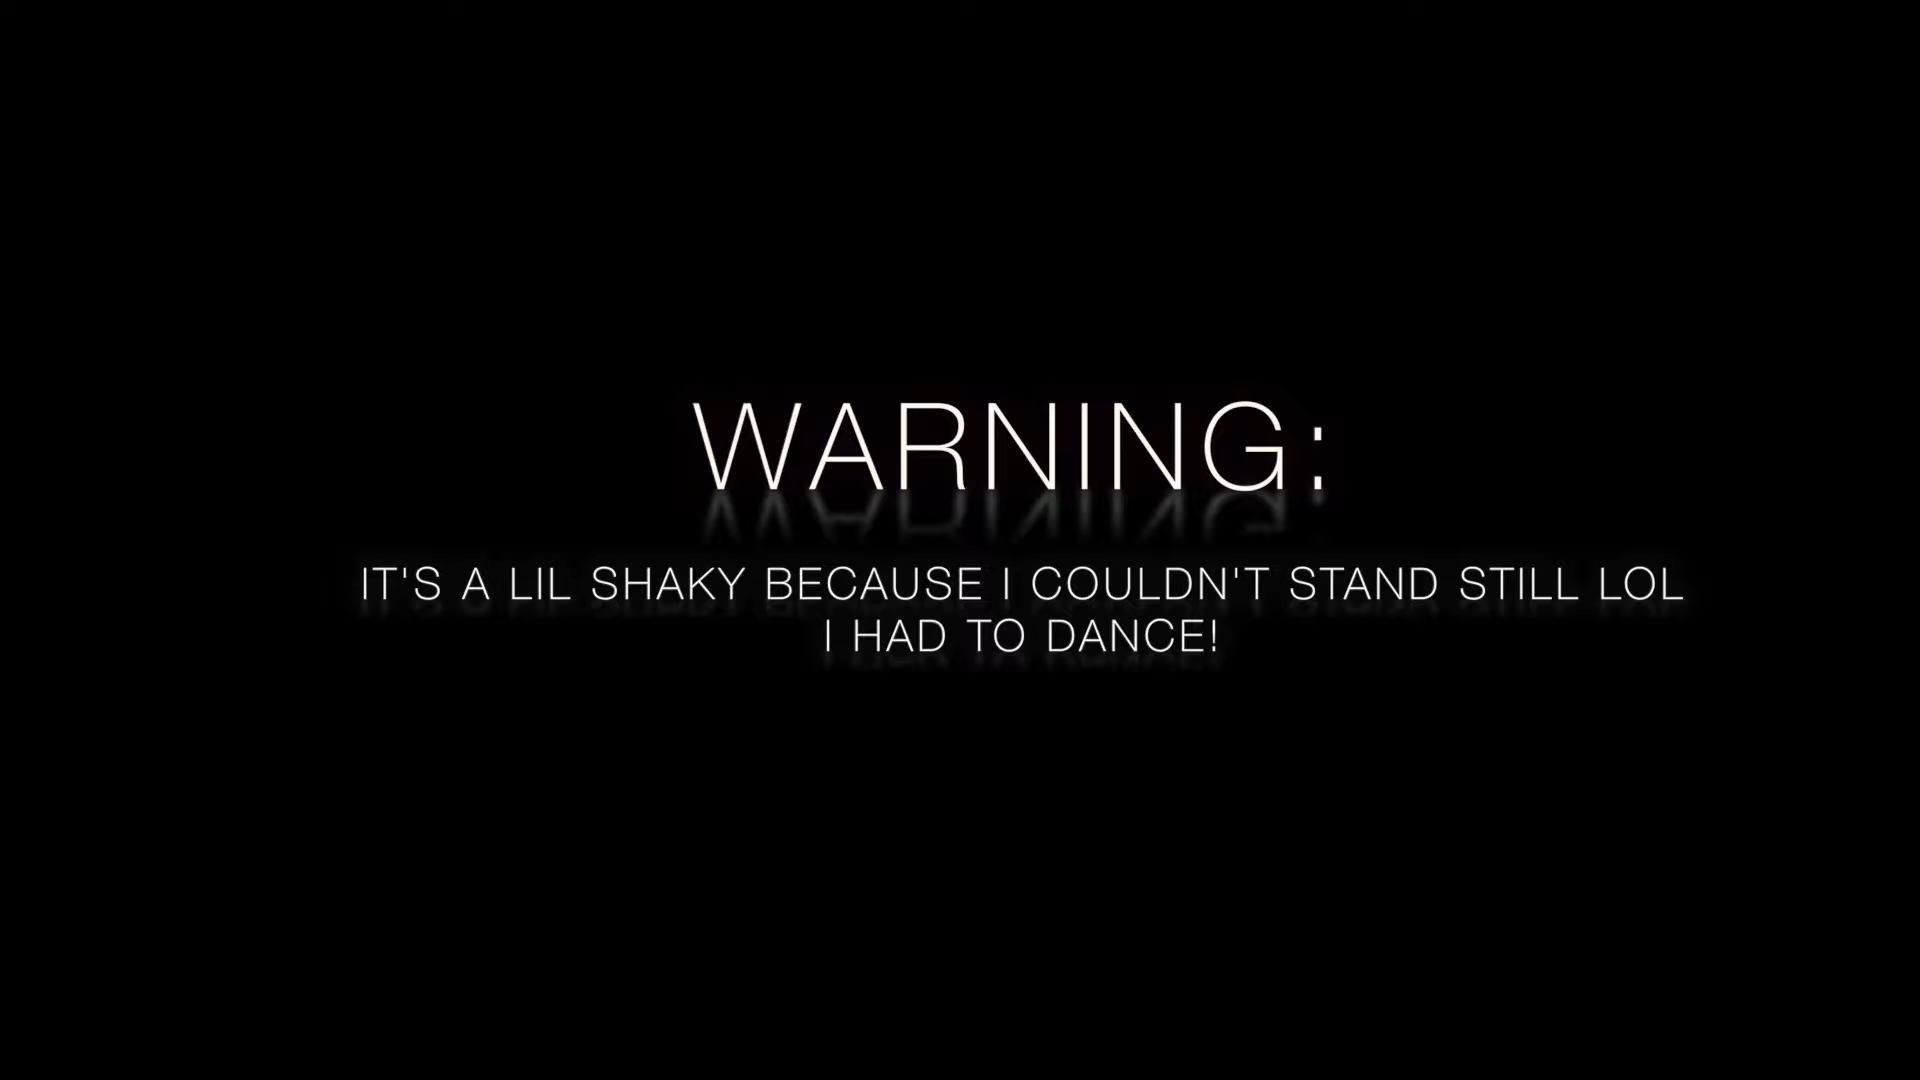 WARNING:
IT'S A LIL SHAKY BECAUSE I COULDN'T STAND STILL LOL
I HAD TO DANCE!